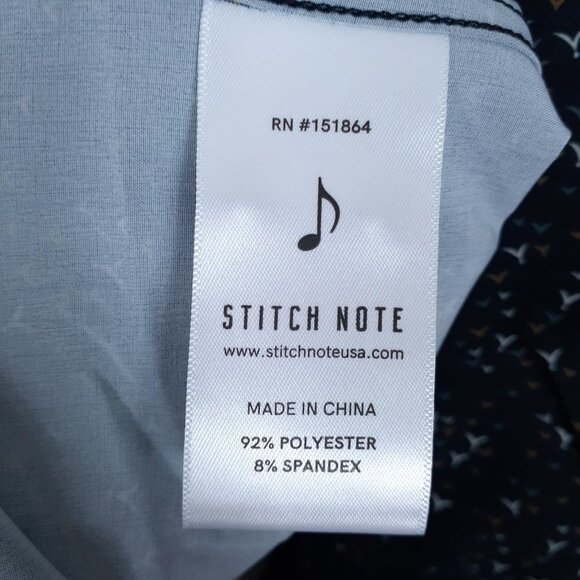 RN #151864
STITCH NOTE
www.stitchnoteusa.com
MADE IN CHINA
92% POLYESTER
8% SPANDEX